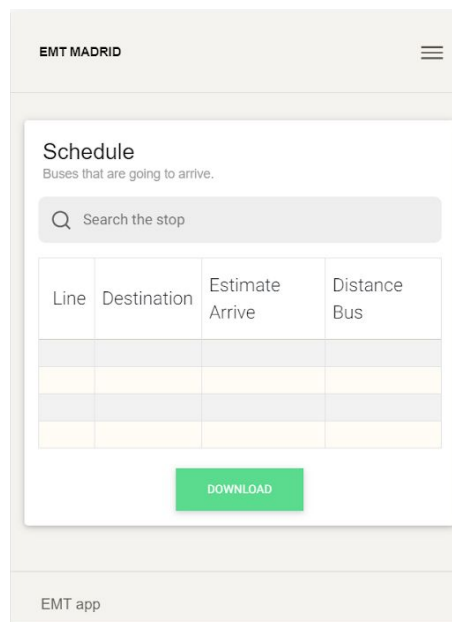 EMT MADRID
Schedule
Buses that are going to arrive.
Search the stop
Line Destination Estimate Arrive Distance Bus
DOWNLOAD
EMT app